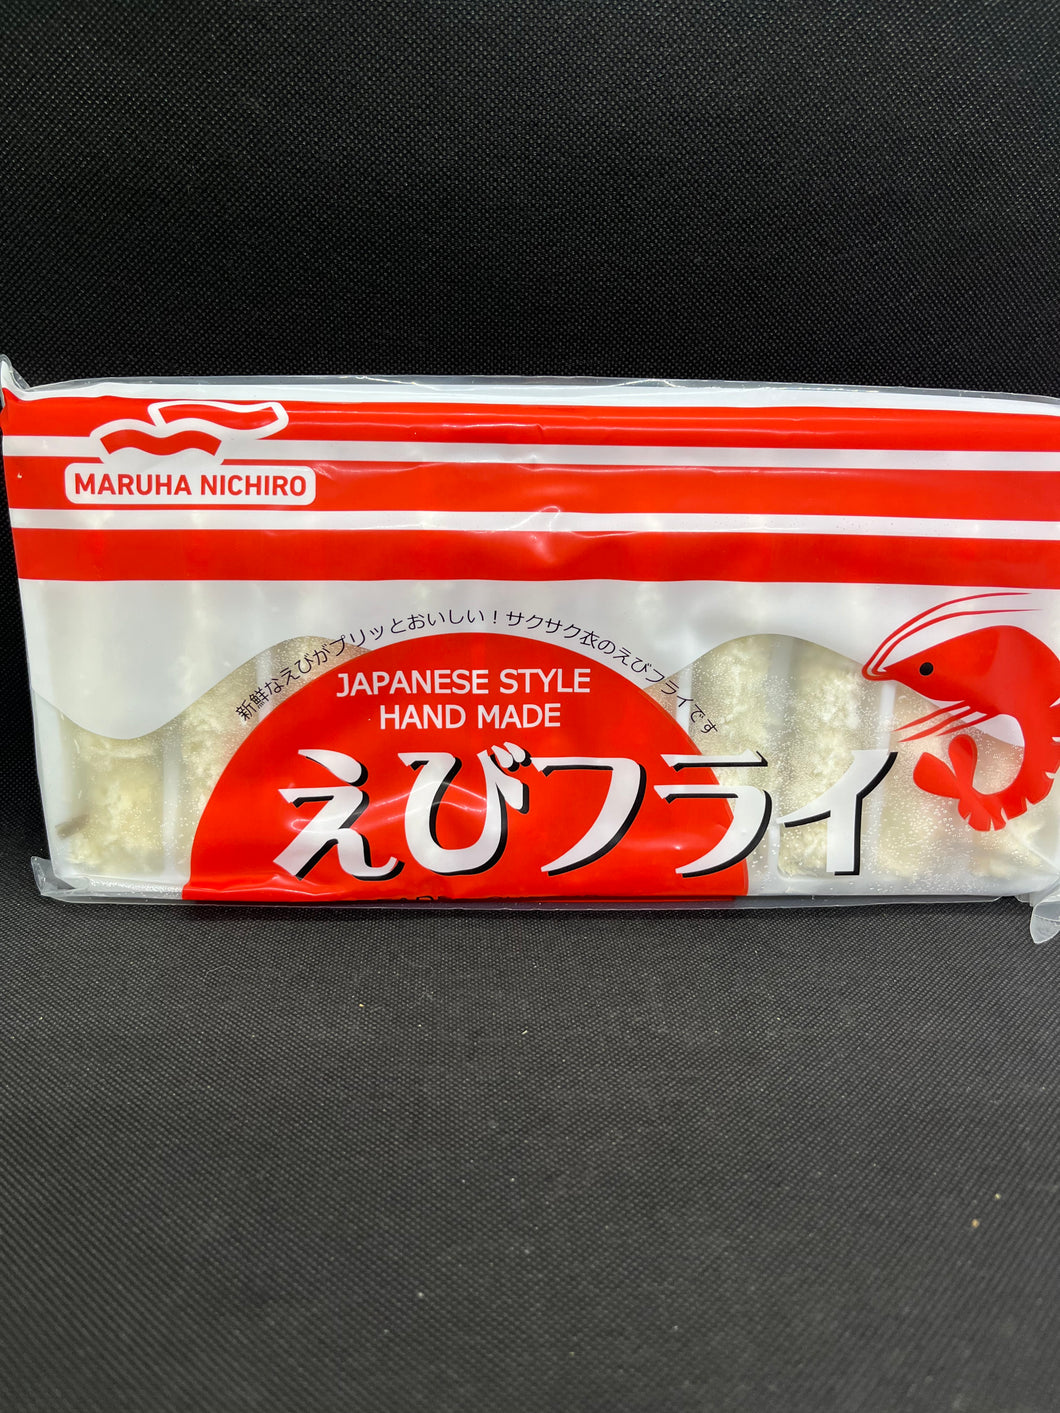 MARUHA NICHIRO
新鮮なえびがプリッとおいしい！サクサク衣のえびフライです
JAPANESE STYLE
HAND MADE
えびフライ